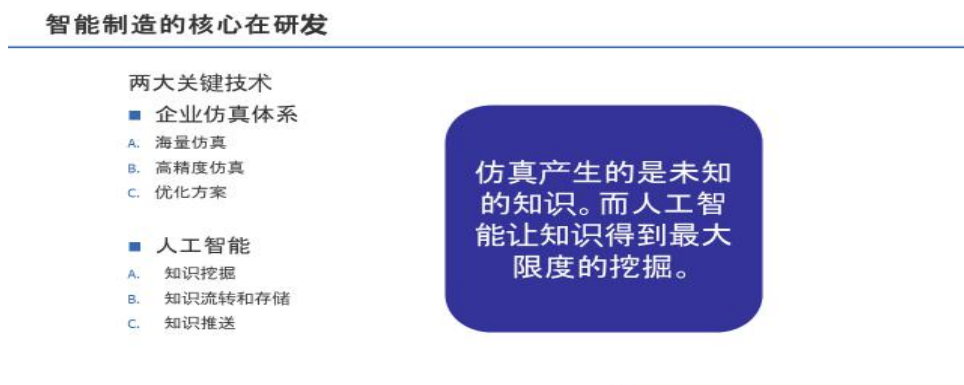 智能制造的核心在研发
两大关键技术
■ 企业仿真体系
A. 海量仿真
B. 高精度仿真
C. 优化方案
■ 人工智能
A. 知识挖掘
B. 知识流转和存储
C. 知识推送
仿真产生的是未知
的知识。而人工智
能让知识得到最大
限度的挖掘。